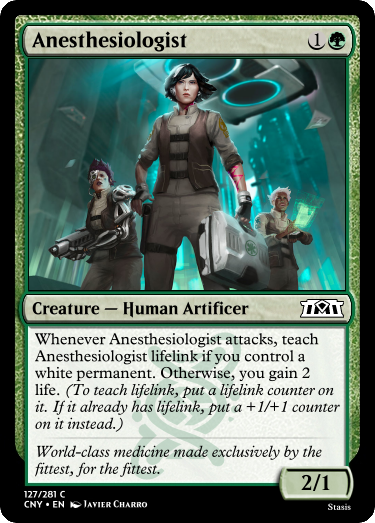 Anesthesiologist 1
Creature — Human Artificer
Whenever Anesthesiologist attacks, teach
Anesthesiologist lifelink if you control a
white permanent. Otherwise, you gain 2
life. (To teach lifelink, put a lifelink counter on
it. If it already has lifelink, put a +1/+1 counter
on it instead.)
World-class medicine made exclusively by the
fittest, for the fittest.
2/1
127/281 C
CNY • EN Javier Charro
Stasis